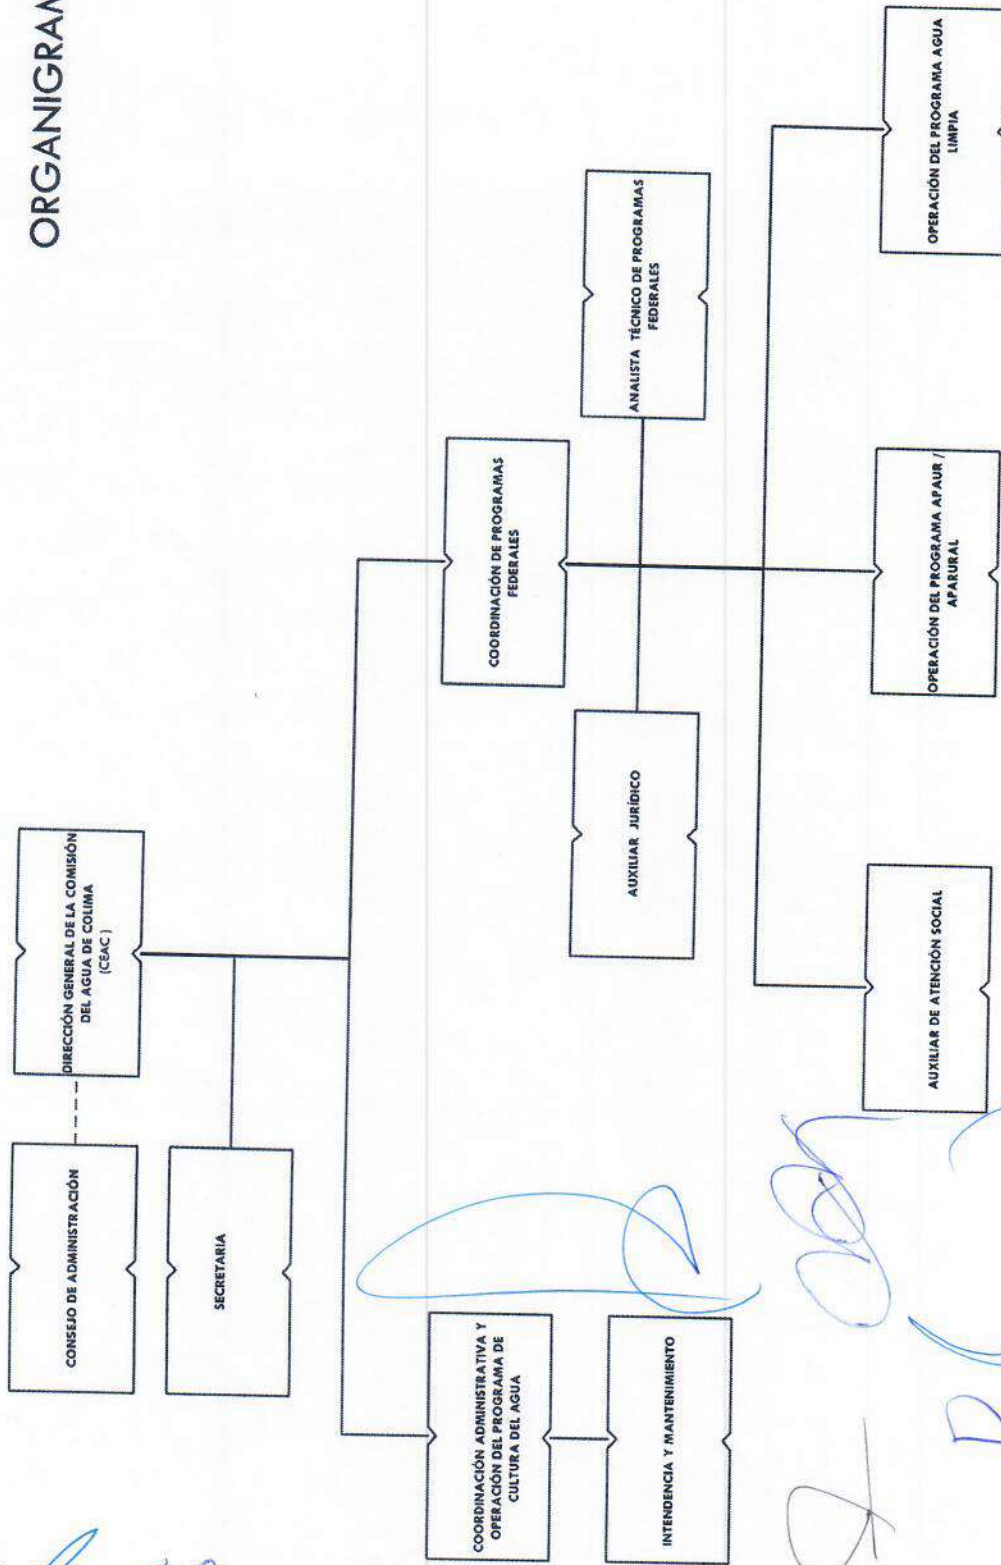 ORGANIGRAM
CONSEJO DE ADMINISTRACIÓN
DIRECCIÓN GENERAL DE LA COMISIÓN
DEL AGUA DE COLIMA
(CEAC )
SECRETARIA
COORDINACIÓN ADMINISTRATIVA Y
OPERACIÓN DEL PROGRAMA DE
CULTURA DEL AGUA
COORDINACIÓN DE PROGRAMAS
FEDERALES
INTENDENCIA Y MANTENIMIENTO
AUXILIAR JURÍDICO
ANALISTA TÉCNICO DE PROGRAMAS
FEDERALES
AUXILIAR DE ATENCIÓN SOCIAL
OPERACIÓN DEL PROGRAMA APAUR /
APARURAL
OPERACIÓN DEL PROGRAMA AGUA
LIMPIA